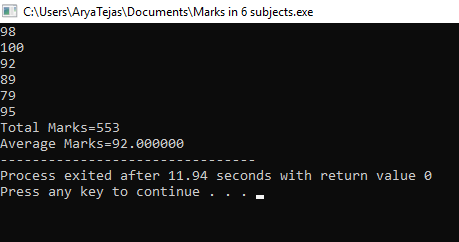 C:\Users\AryaTejas\Documents\Marks in 6 subjects.exe
98
100
92
89
79
95
Total Marks=553
Average Marks=92.000000
--------------------------------
Process exited after 11.94 seconds with return value 0
Press any key to continue . . .